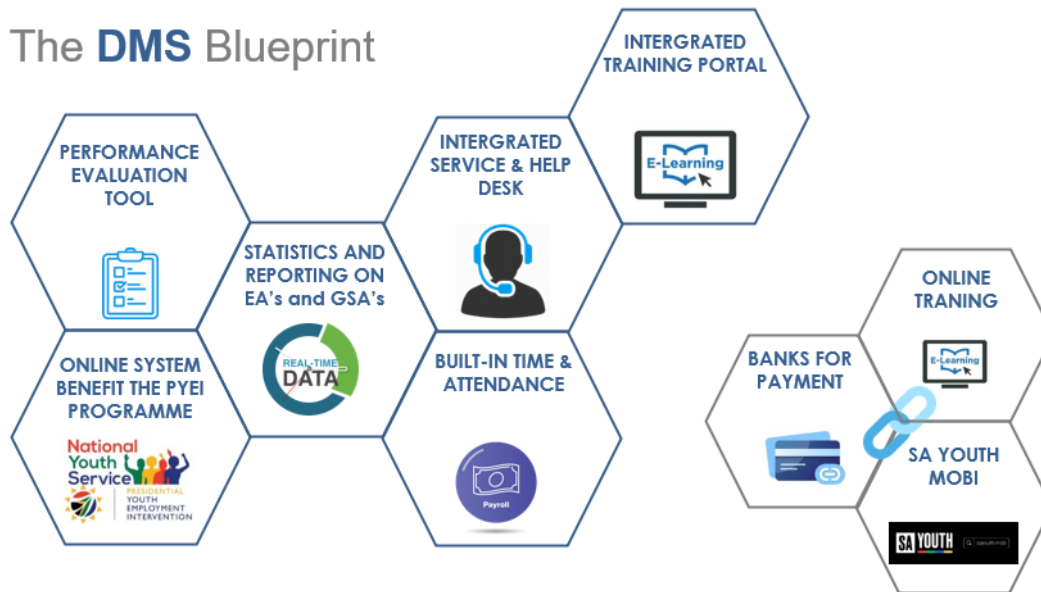 The DMS Blueprint
PERFORMANCE
EVALUATION
TOOL
ONLINE SYSTEM
BENEFIT THE PYEI
PROGRAMME
National
Youth
Service
PRESIDENTIAL
YOUTH
EMPLOYMENT
INTERVENTION
STATISTICS AND
REPORTING ON
EA's and GSA's
REAL-TIME
DATA
INTERGRATED
SERVICE & HELP
DESK
BUILT-IN TIME &
ATTENDANCE
Payroll
INTERGRATED
TRAINING PORTAL
E-Learning
BANKS FOR
PAYMENT
ONLINE
TRANING
E-Learning
SA YOUTH
MOBI
SA YOUTH